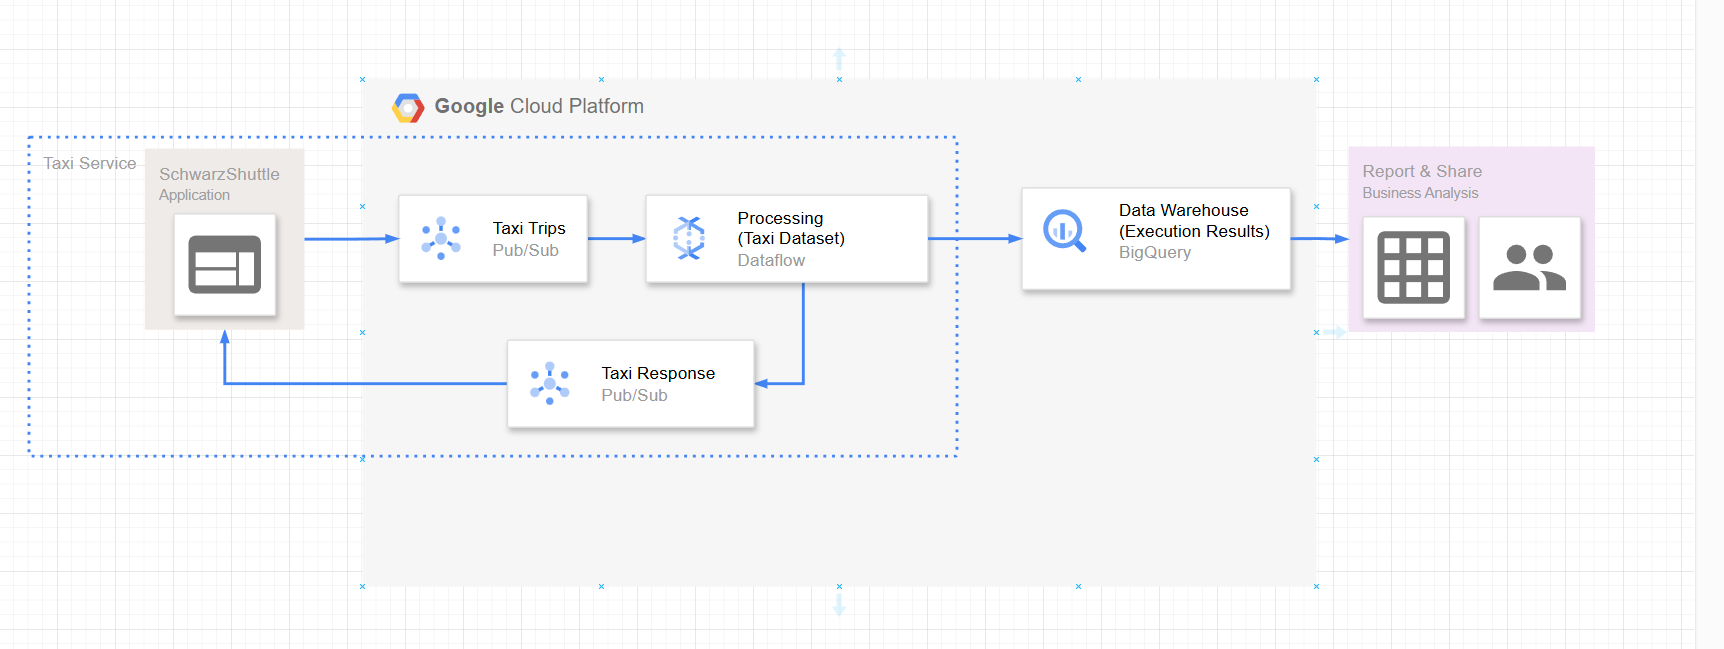 Google Cloud Platform
Taxi Service
SchwarzShuttle
Application
Taxi Trips
Pub/Sub
Processing
(Taxi Dataset)
Dataflow
Data Warehouse
(Execution Results)
BigQuery
Report & Share
Business Analysis
Taxi Response
Pub/Sub